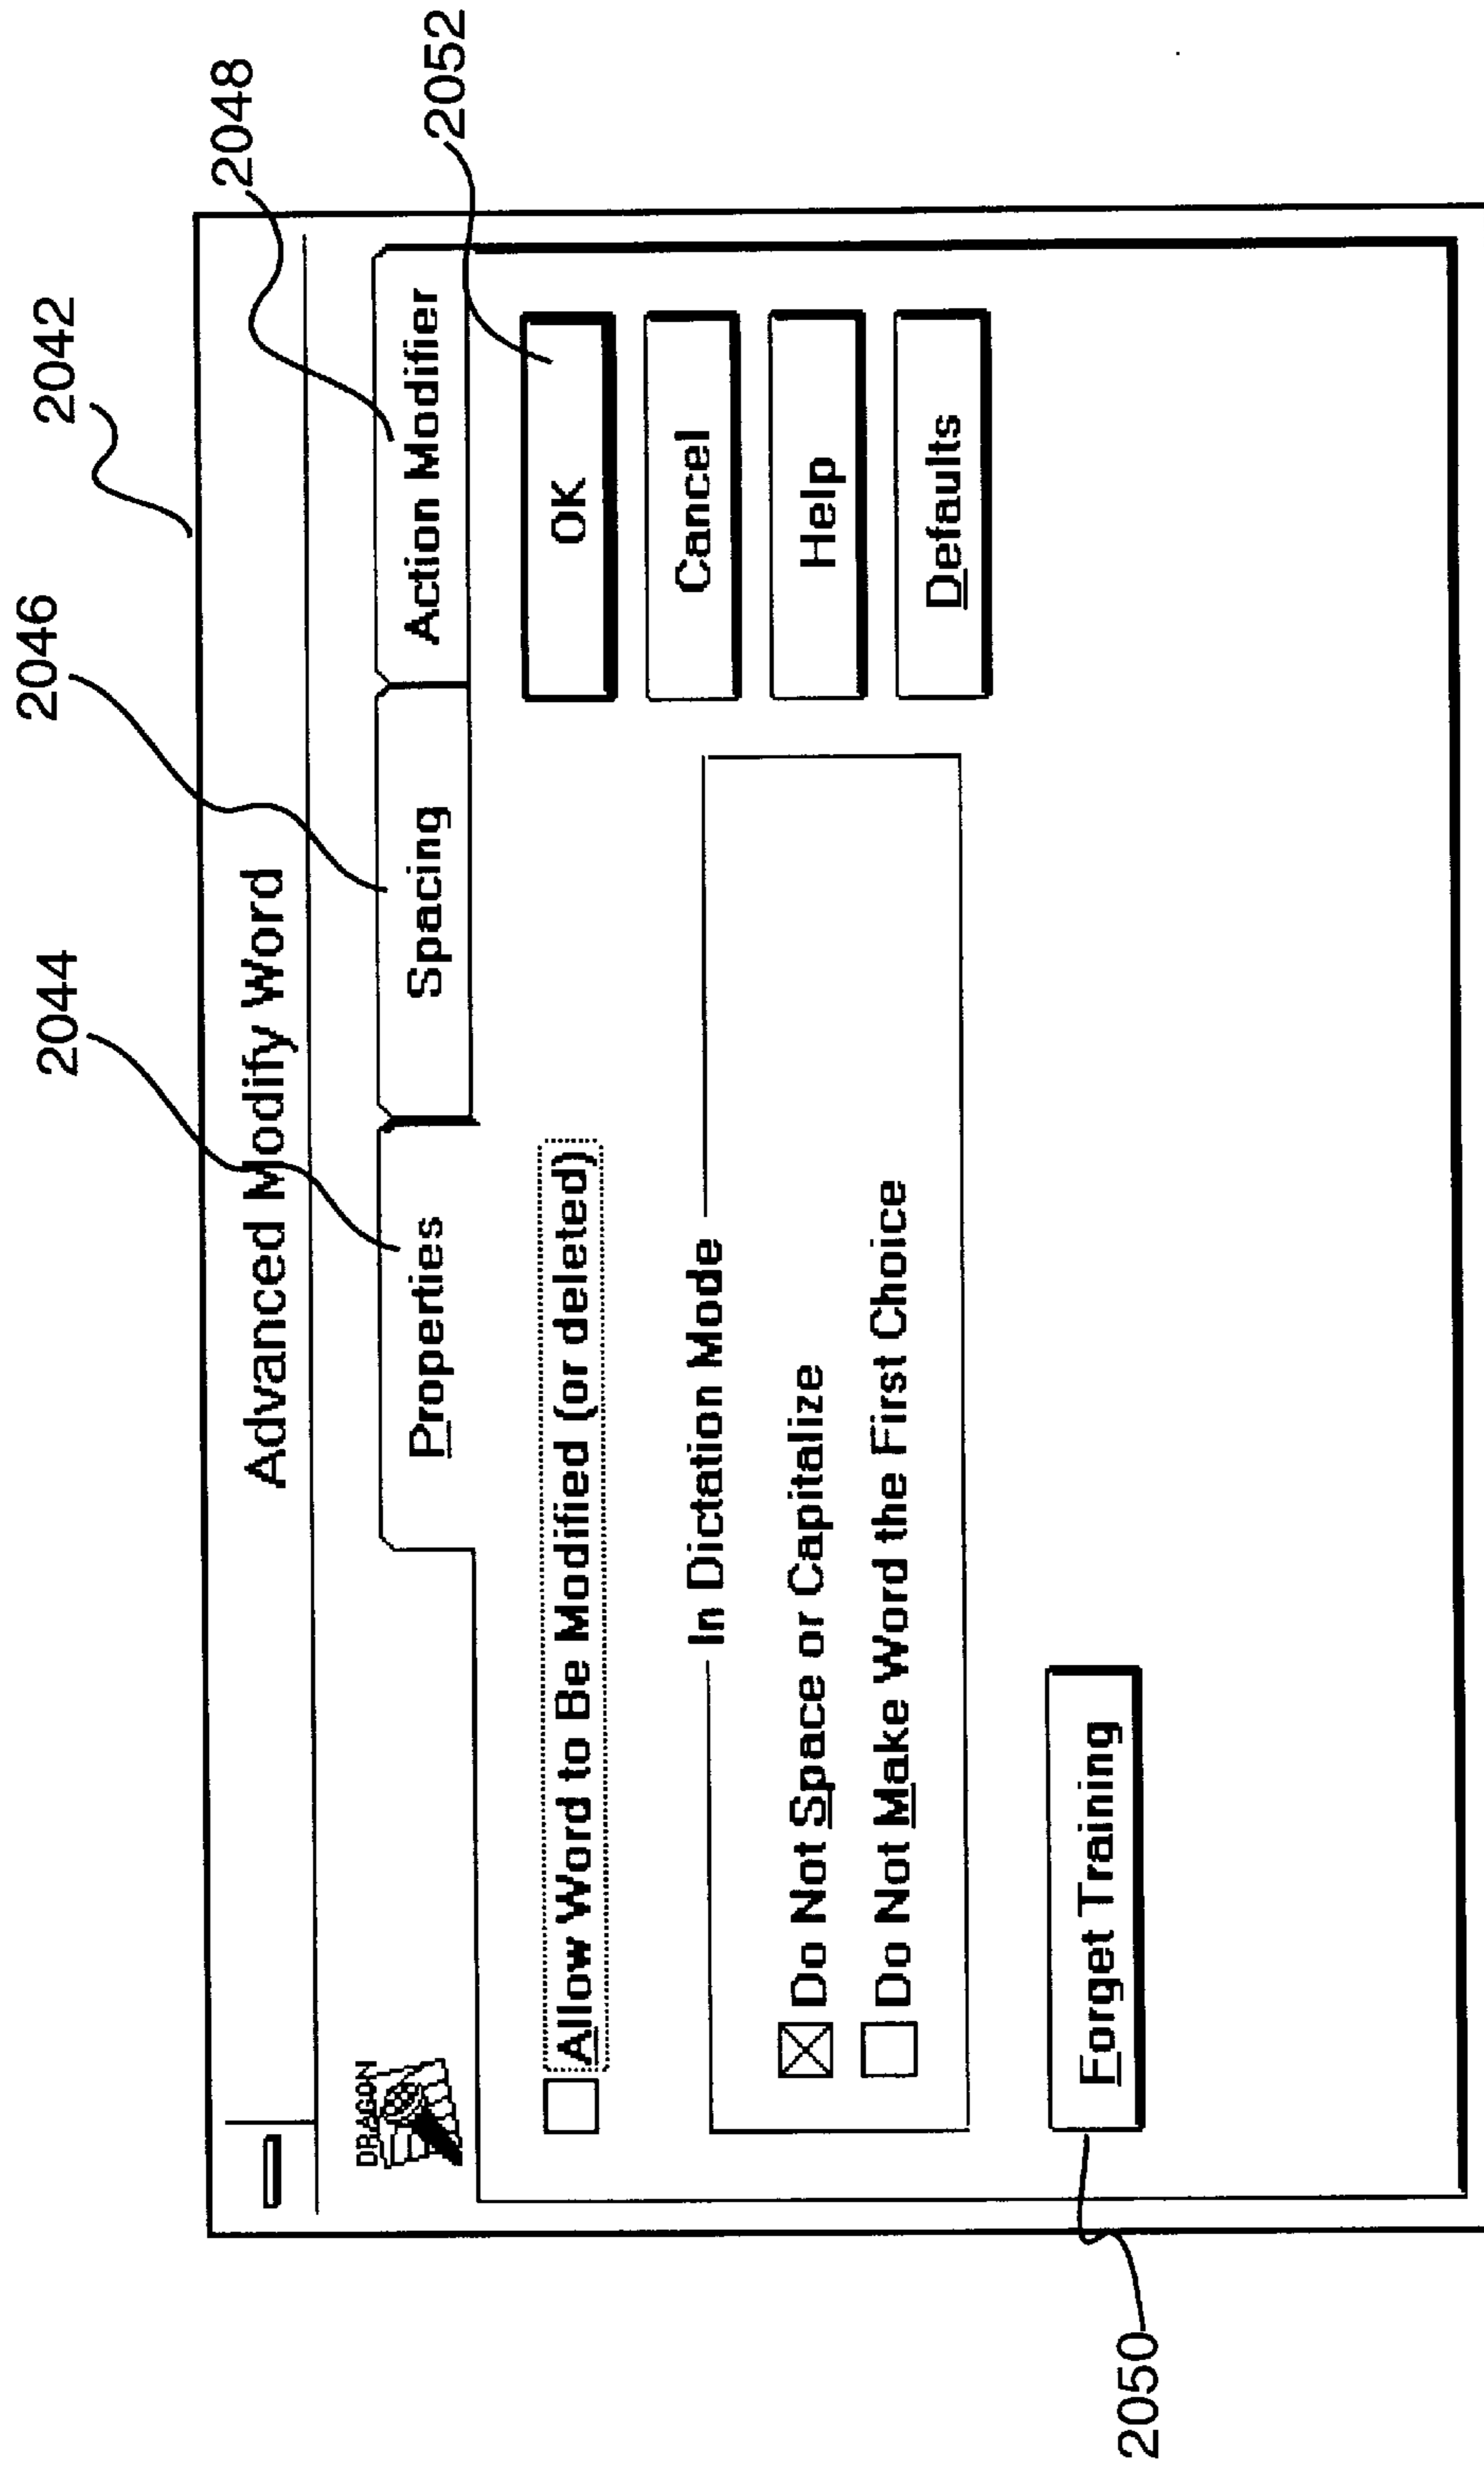 2042
2044
2046
2048
2052
Advanced Modify Word
DRAGON
Properties
Spacing
Action Modifier
Allow Word to Be Modified (or deleted)
OK
In Dictation Mode
Cancel
Do Not Space or Capitalize
Help
Do Not Make Word the First Choice
Defaults
Forget Training
2050